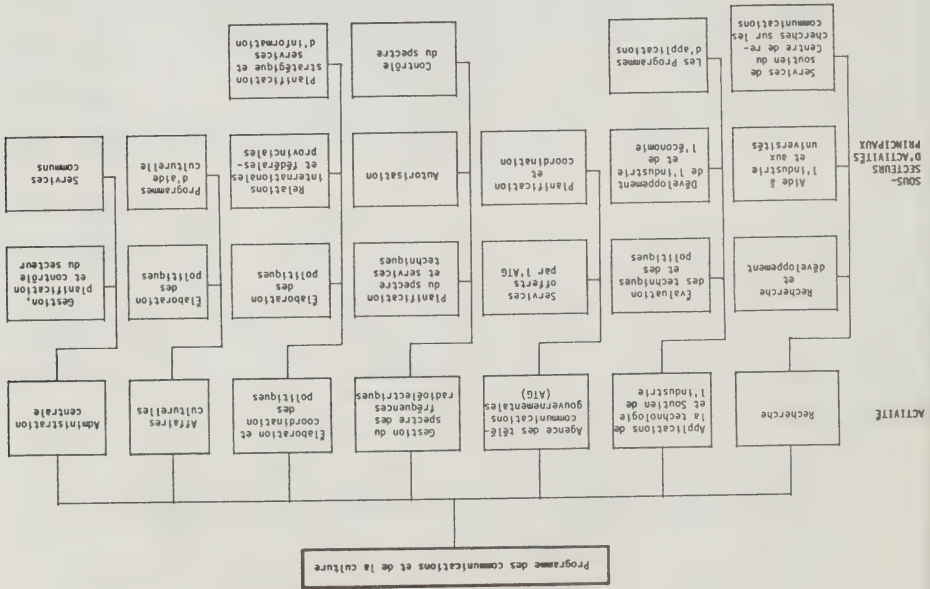 Programme des communications et de la culture
ACTIVITÉ
Recherche
Applications de
la technologie
et Soutien de
l'industrie
Agence des télé-
communications
gouvernementales
(ATG)
Gestion du
spectre des
fréquences
radioélectriques
Élaboration et
coordination
des
politiques
Affaires
culturelles
Administration
centrale
SOUS-
SECTEURS
D'ACTIVITÉS
PRINCIPAUX
Recherche
et
développement
Évaluation
des techniques
et des
politiques
Services
offerts
par l'ATG
Planification
du spectre et
services
techniques
Élaboration
des
politiques
Élaboration
des
politiques
Gestion,
planification
et contrôle
du secteur
Aide à
l'industrie
et aux
universités
Développement
de l'industrie
et de
l'économie
Planification
et
coordination
Autorisation
Relations
internationales
et fédérales-
provinciales
Programmes
d'aide
culturelle
Services
communs
Services de
soutien du
Centre de re-
cherches sur les
communications
Les Programmes
d'applications
Contrôle
du spectre
Planification
stratégique et
services
d'information